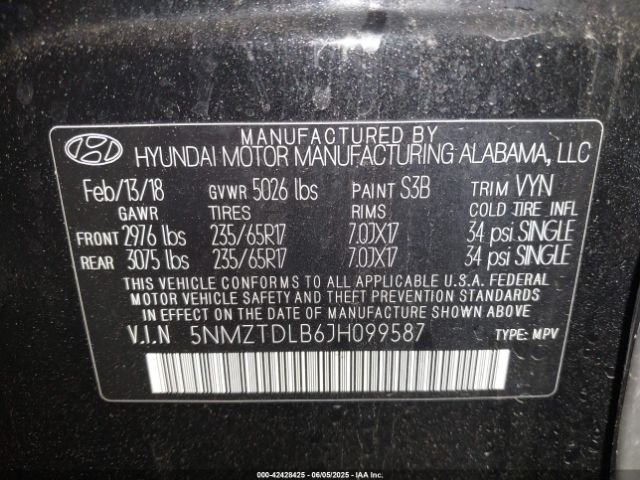 MANUFACTURED BY
HYUNDAI MOTOR MANUFACTURING ALABAMA, LLC
Feb/13/18 GVWR 5026 lbs PAINT S3B TRIM VYN
GAWR TIRES RIMS COLD TIRE INFL
FRONT 2976 lbs 235/65R17 7.0JX17 34 psi SINGLE
REAR 3075 lbs 235/65R17 7.0JX17 34 psi SINGLE
THIS VEHICLE CONFORMS TO ALL APPLICABLE U.S.A. FEDERAL
MOTOR VEHICLE SAFETY AND THEFT PREVENTION STANDARDS
IN EFFECT ON THE DATE OF MANUFACTURE SHOWN ABOVE
V.I.N 5NMZTDLB6JH099587 TYPE: MPV
000-42428425 - 06/05/2025 - IAA Inc.